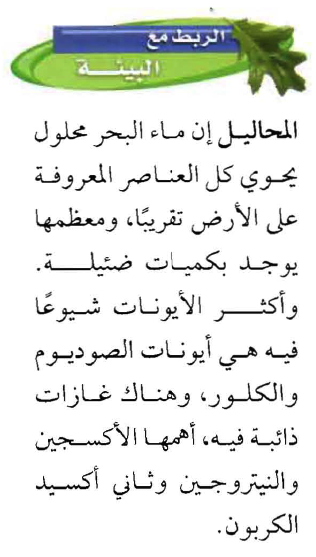 الربط مع
البيئة
المحاليل إن ماء البحر محلول
يحوي كل العناصر المعروفة
على الأرض تقريبًا، ومعظمها
يوجد بكميات ضئيلة.
وأكثر الأيونات شيوعًا
فيه هي أيونات الصوديوم
والكلور، وهناك غازات
ذائبة فيه، أهمها الأكسجين
والنيتروجين وثاني أكسيد
الكربون.